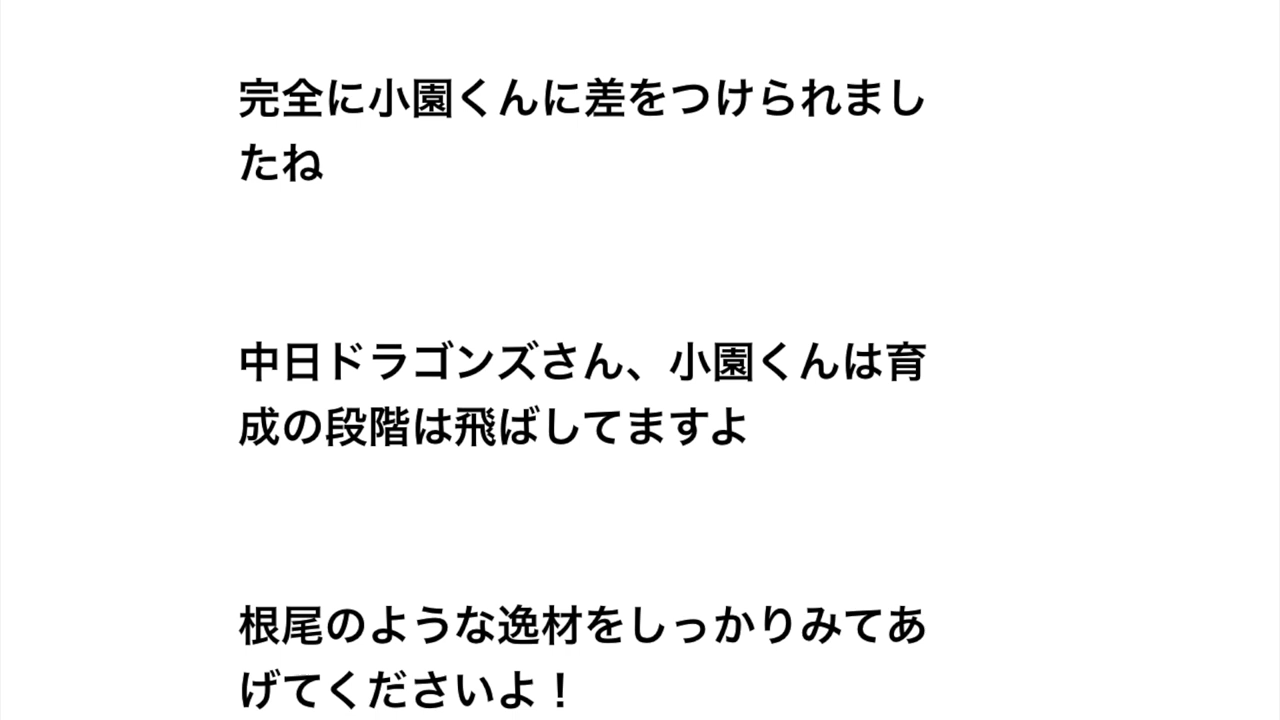 完全に小園くんに差をつけられまし
たね
中日ドラゴンズさん、小園くんは育
成の段階は飛ばしてますよ
根尾のような逸材をしっかりみてあ
げてくださいよ！